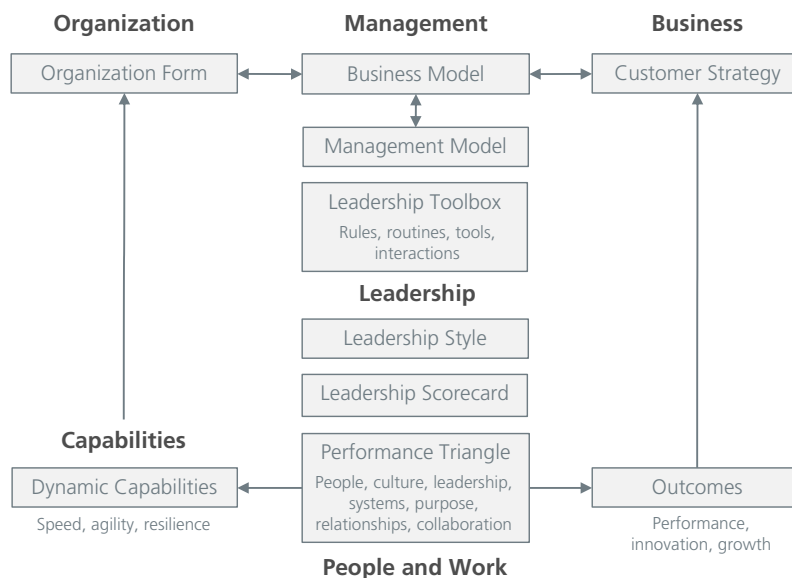 Organization
Management
Business
Organization Form
Business Model
Customer Strategy
Management Model
Leadership Toolbox
Rules, routines, tools,
interactions
Leadership
Leadership Style
Leadership Scorecard
Capabilities
Performance Triangle
Dynamic Capabilities
People, culture, leadership,
systems, purpose,
relationships, collaboration
Outcomes
Speed, agility, resilience
Performance,
innovation, growth
People and Work